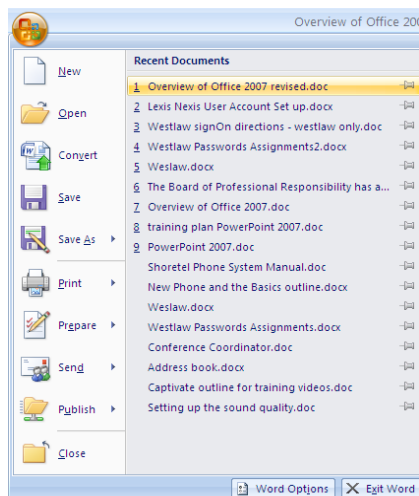 Overview of Office 200
New
Open
Convert
Save
Save As
Print
Prepare
Send
Publish
Close
Recent Documents
1 Overview of Office 2007 revised.doc
2 Lexis Nexis User Account Set up.docx
3 Westlaw signOn directions - westlaw only.doc
4 Westlaw Passwords Assignments2.docx
5 Weslaw.docx
6 The Board of Professional Responsibility has a...
7 Overview of Office 2007.doc
8 training plan PowerPoint 2007.doc
9 PowerPoint 2007.doc
Shoretel Phone System Manual.doc
New Phone and the Basics outline.docx
Weslaw.docx
Westlaw Passwords Assignments.docx
Conference Coordinator.doc
Address book.docx
Captivate outline for training videos.doc
Setting up the sound quality.doc
Word Options
Exit Word